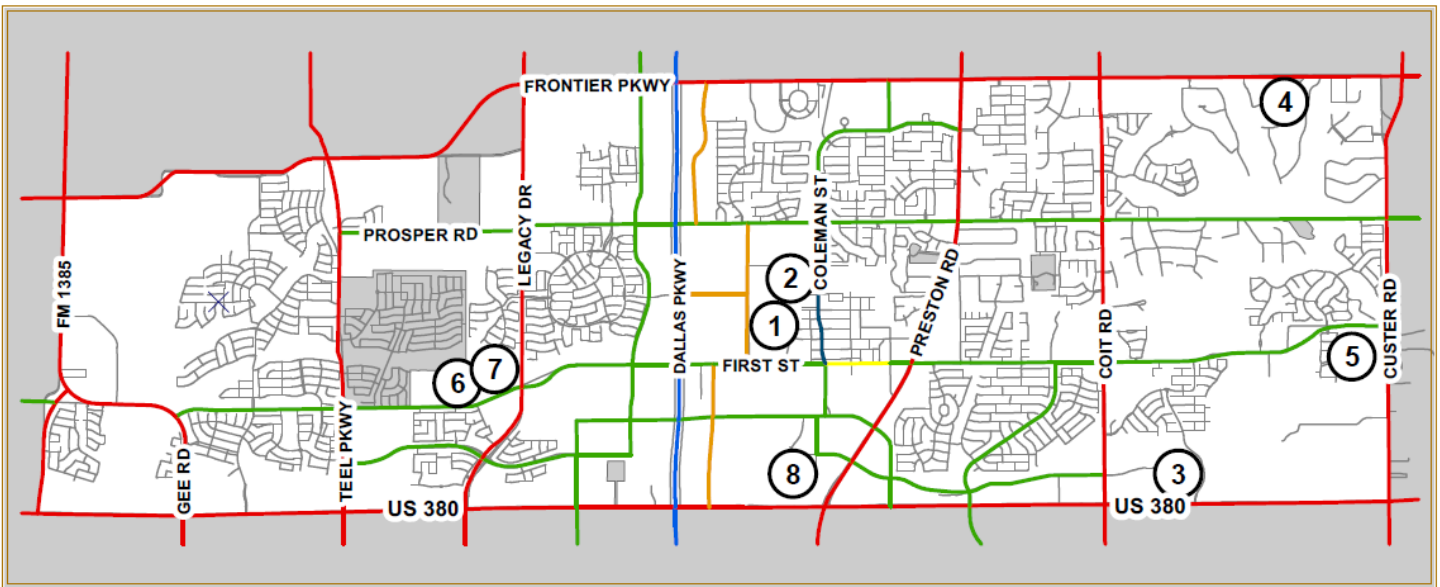 FRONTIER PKWY
4
LEGACY DR
COLEMAN ST
PROSPER RD
PRESTON RD
2
FM 1385
DALLAS PKWY
1
COIT RD
CUSTER RD
FIRST ST
5
7
6
TEEL PKWY
GEE RD
8
3
US 380
US 380